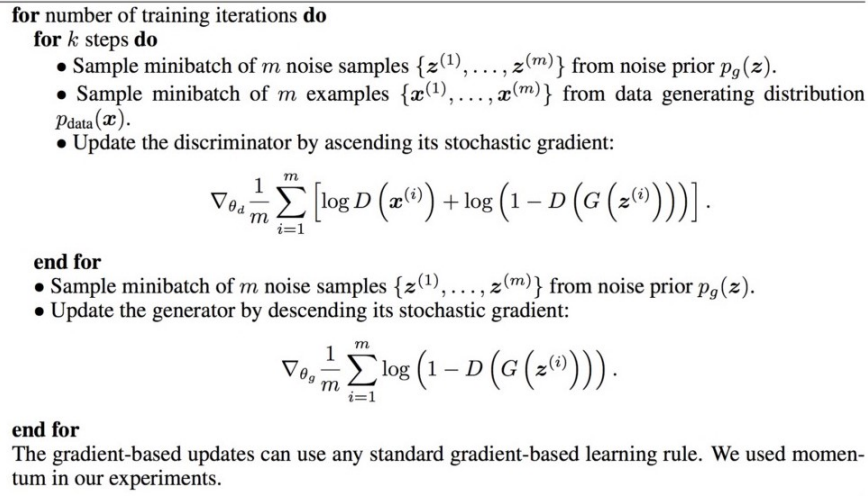 for number of training iterations do
for k steps do
• Sample minibatch of m noise samples {z^(1), . . . , z^(m)} from noise prior p_g(z).
• Sample minibatch of m examples {x^(1), . . . , x^(m)} from data generating distribution
p_data(x).
• Update the discriminator by ascending its stochastic gradient:
∇_θ_d 1/m ∑_{i=1}^{m} [log D (x^(i)) + log (1 − D (G (z^(i))))] .
end for
• Sample minibatch of m noise samples {z^(1), . . . , z^(m)} from noise prior p_g(z).
• Update the generator by descending its stochastic gradient:
∇_θ_g 1/m ∑_{i=1}^{m} log (1 − D (G (z^(i)))) .
end for
The gradient-based updates can use any standard gradient-based learning rule. We used momen-
tum in our experiments.